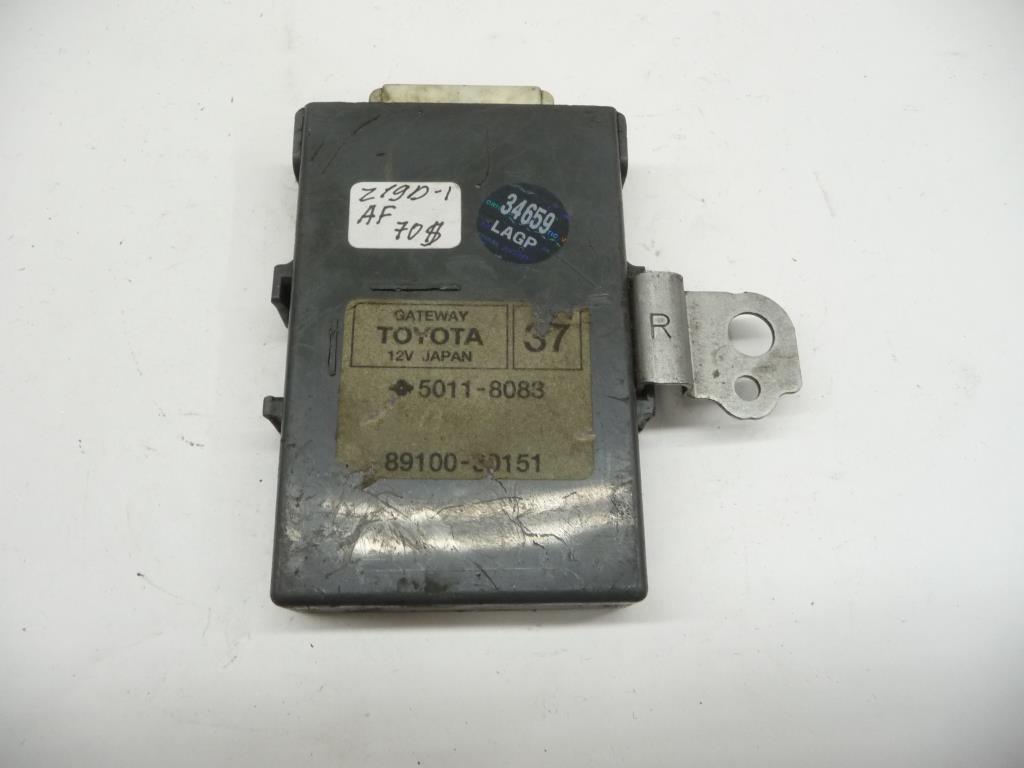 Z19D-1
AF
70$
34659
LAGP
GATEWAY
TOYOTA
12V JAPAN
37
5011-8083
89100-30151
R